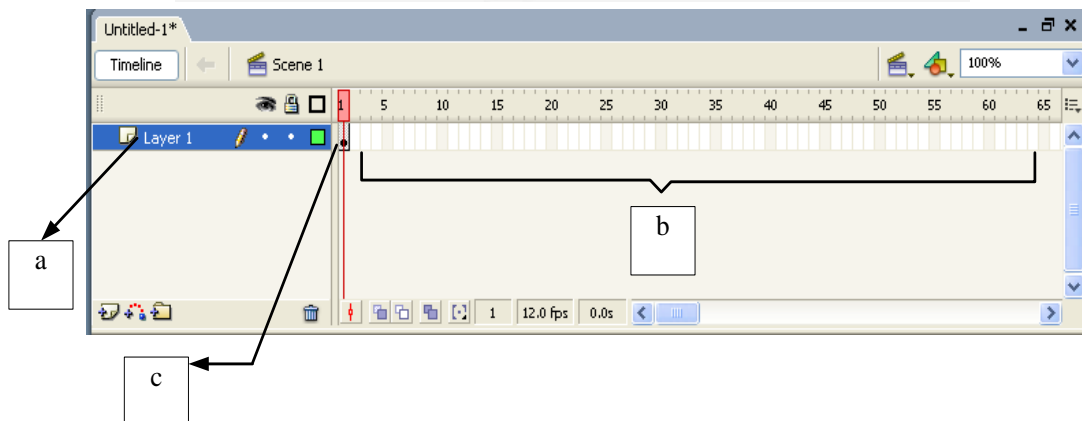 Untitled-1*
Timeline Scene 1 100%
1 5 10 15 20 25 30 35 40 45 50 55 60 65
Layer 1
b
a
1 12.0 fps 0.0s
c